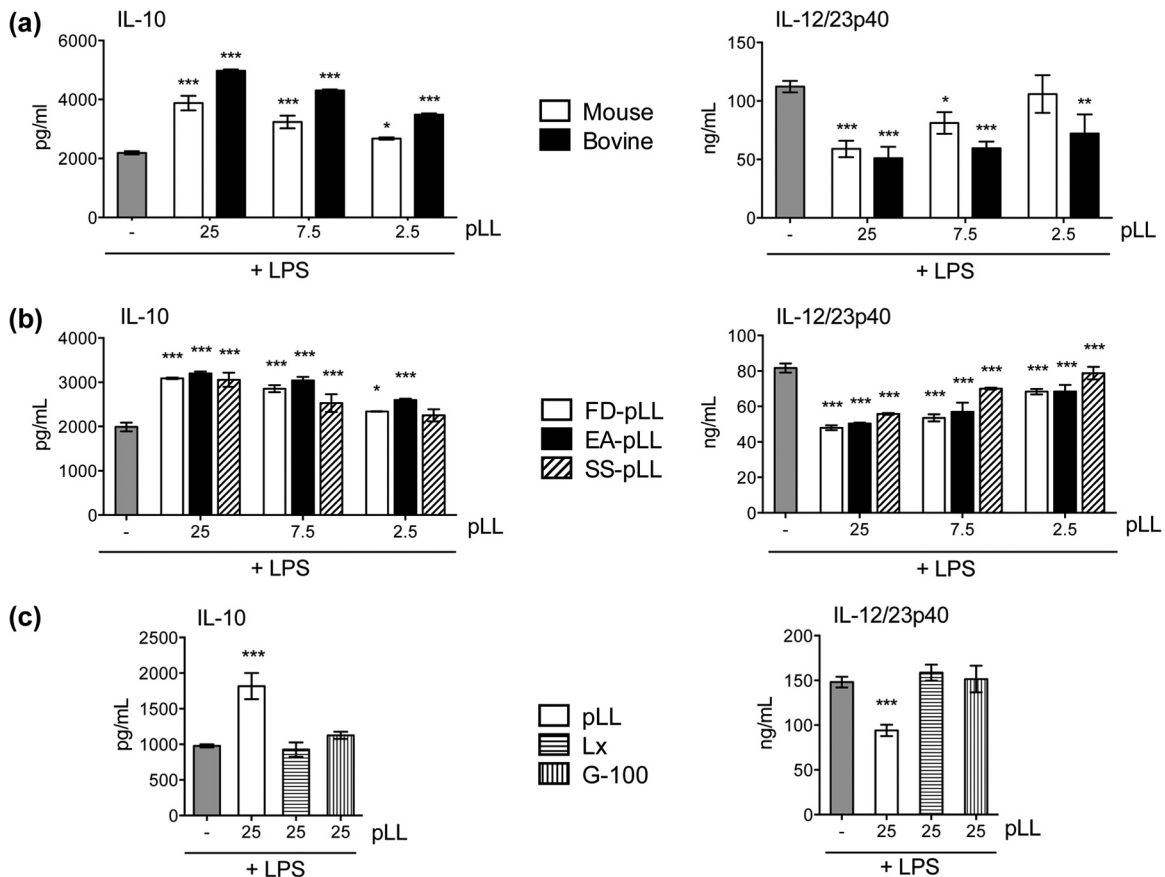 (a)
IL-10
pg/ml
6000
4000
2000
0
*** *** *** *** * ***
- 25 7.5 2.5 pLL
+ LPS
Mouse
Bovine
IL-12/23p40
ng/mL
150
100
50
0
*** *** * *** **
- 25 7.5 2.5 pLL
+ LPS
(b)
IL-10
pg/mL
4000
3000
2000
1000
0
*** *** *** *** *** *** * ***
- 25 7.5 2.5 pLL
+ LPS
FD-pLL
EA-pLL
SS-pLL
IL-12/23p40
ng/mL
80
60
40
20
0
*** *** *** *** *** *** *** *** ***
- 25 7.5 2.5 pLL
+ LPS
(c)
IL-10
pg/mL
2500
2000
1500
1000
500
0
***
- 25 25 25 pLL
+ LPS
pLL
Lx
G-100
IL-12/23p40
ng/mL
200
150
100
50
0
***
- 25 25 25 pLL
+ LPS